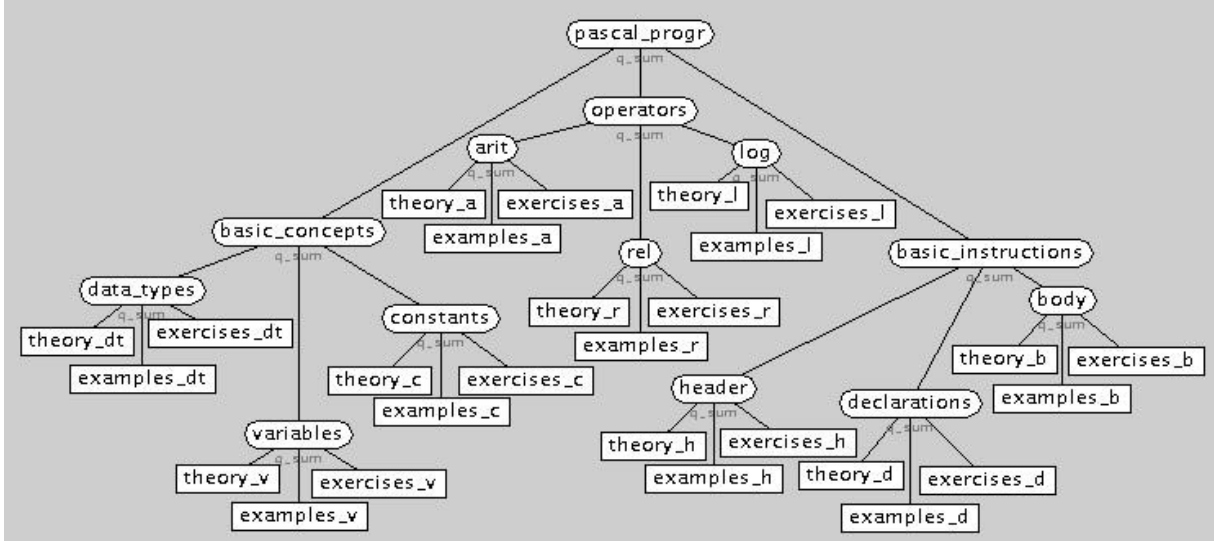 pascal_progr
q_sum
operators
q_sum
arit
q_sum
log
q_sum
theory_a
exercises_a
examples_a
theory_l
exercises_l
examples_l
basic_concepts
q_sum
rel
q_sum
basic_instructions
q_sum
data_types
q_sum
theory_dt
exercises_dt
examples_dt
constants
q_sum
theory_c
exercises_c
examples_c
theory_r
exercises_r
examples_r
body
q_sum
theory_b
exercises_b
examples_b
header
q_sum
theory_h
exercises_h
examples_h
declarations
q_sum
theory_d
exercises_d
examples_d
variables
q_sum
theory_v
exercises_v
examples_v